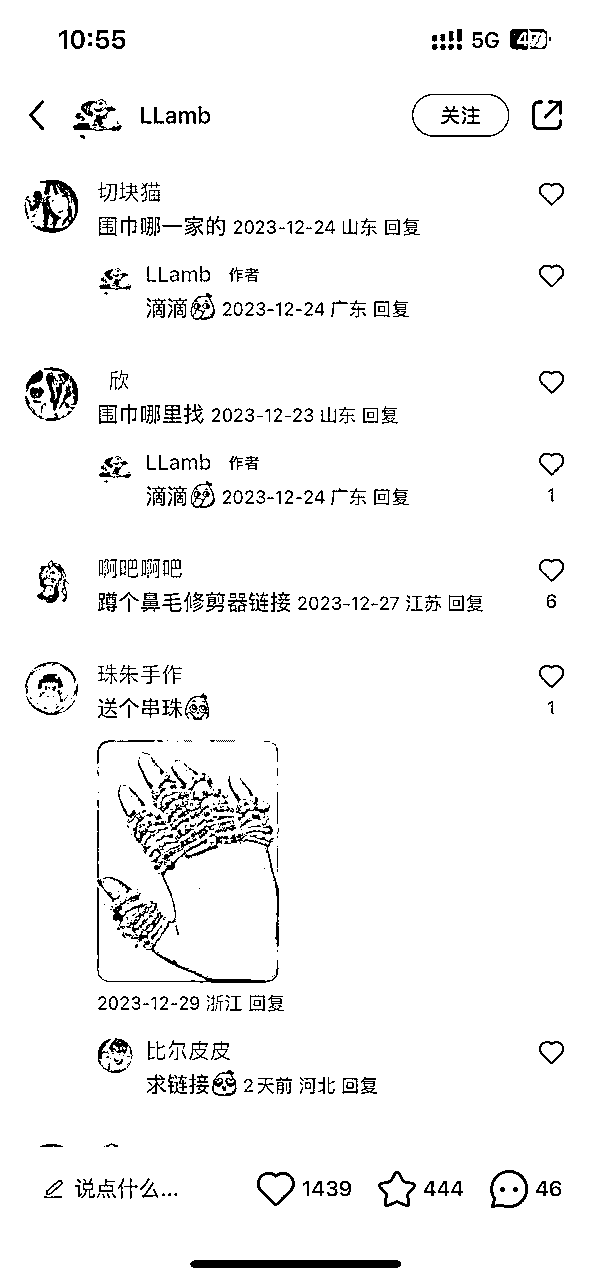 10:55 5G 47
LLamb 关注
切块猫
围巾哪一家的 2023-12-24 山东 回复
LLamb 作者
滴滴 2023-12-24 广东 回复
欣
围巾哪里找 2023-12-23 山东 回复
LLamb 作者
滴滴 2023-12-24 广东 回复
1
啊吧啊吧
蹲个鼻毛修剪器链接 2023-12-27 江苏 回复
6
珠朱手作
送个串珠
1
2023-12-29 浙江 回复
比尔皮皮
求链接 2天前 河北 回复
说点什么... 1439 444 46